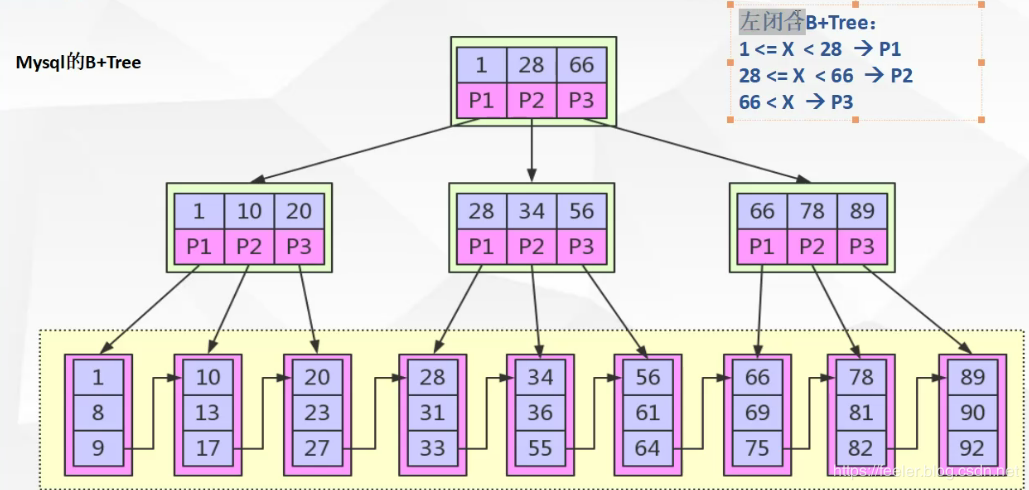 Mysql的B+Tree
左闭合B+Tree：
1 <= X < 28 → P1
28 <= X < 66 → P2
66 < X → P3
1 28 66
P1 P2 P3
1 10 20
P1 P2 P3
28 34 56
P1 P2 P3
66 78 89
P1 P2 P3
1 10 20 28 34 56 66 78 89
8 13 23 31 36 61 69 81 90
9 17 27 33 55 64 75 82 92
https://feeler.blog.csdn.net